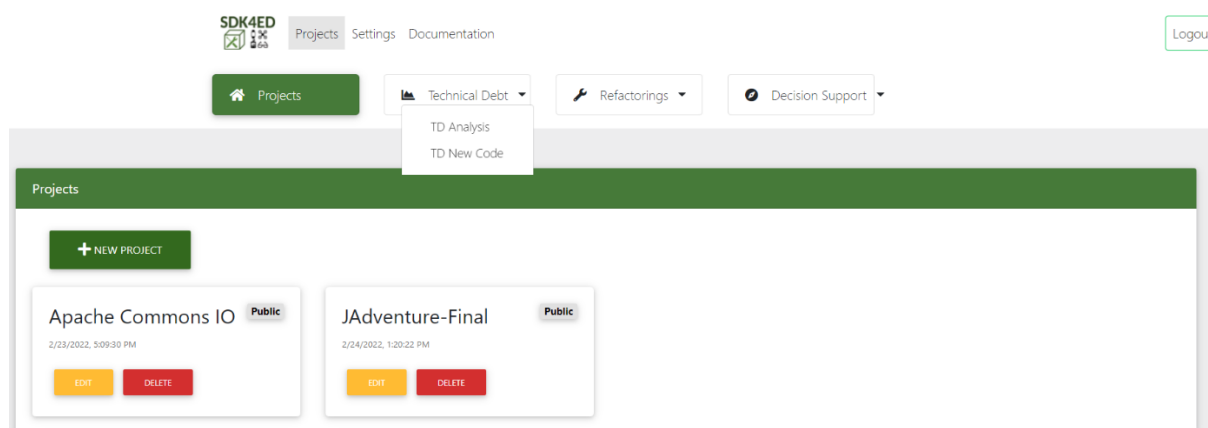 SDK4ED
Projects Settings Documentation
Logou
Projects
Technical Debt
Refactorings
Decision Support
TD Analysis
TD New Code
Projects
NEW PROJECT
Apache Commons IO Public
2/23/2022, 5:09:30 PM
EDIT DELETE
JAdventure-Final Public
2/24/2022, 1:20:22 PM
EDIT DELETE